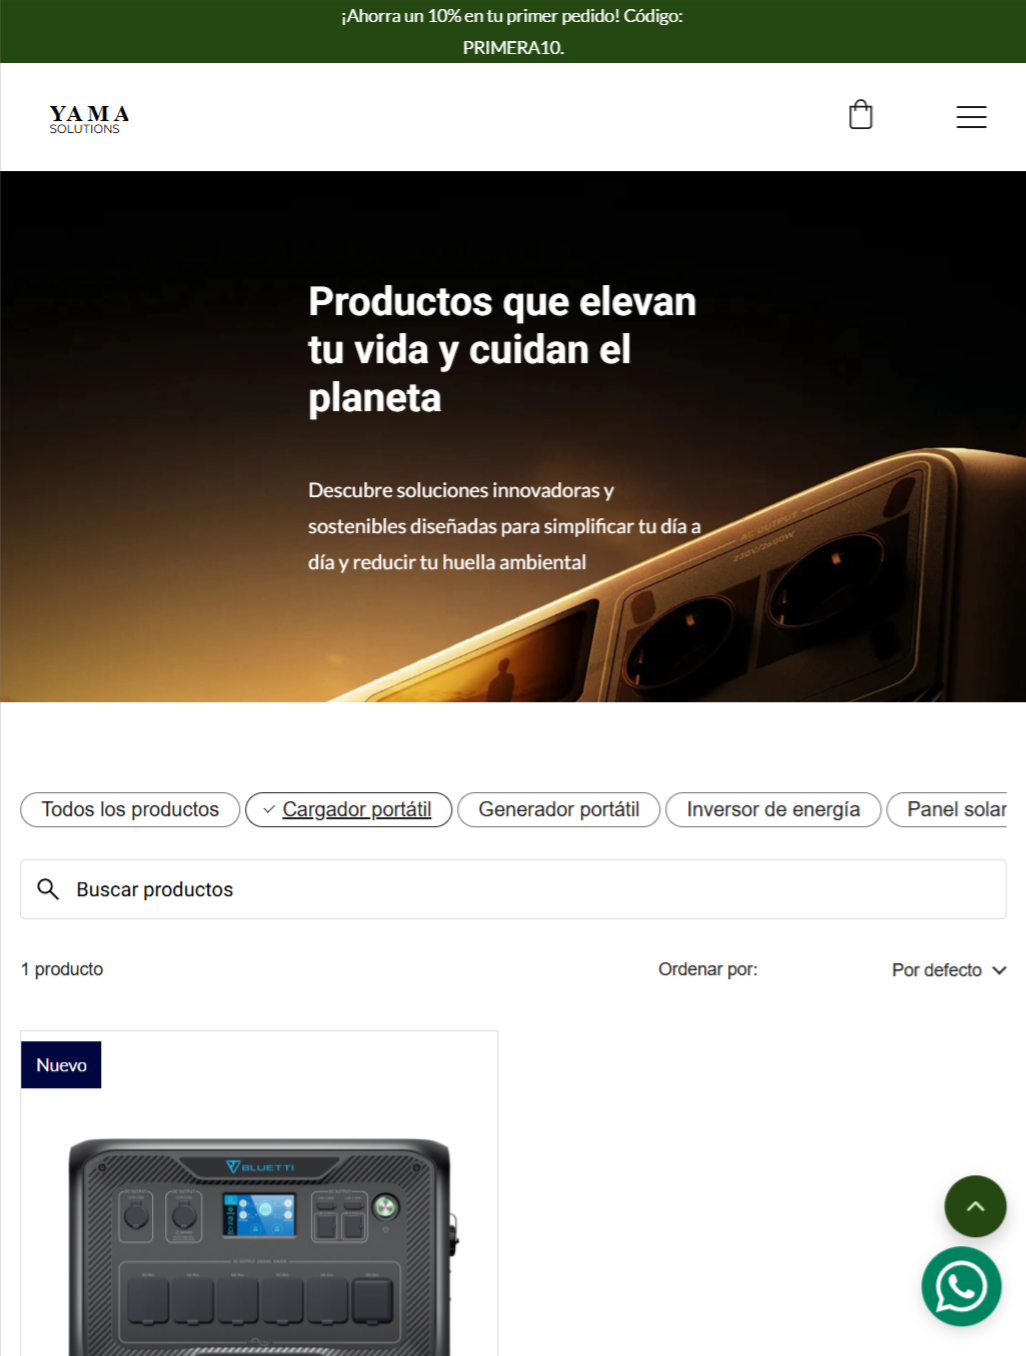 ¡Ahorra un 10% en tu primer pedido! Código:
PRIMERA10.
YAMA
SOLUTIONS
Productos que elevan
tu vida y cuidan el
planeta
Descubre soluciones innovadoras y
sostenibles diseñadas para simplificar tu día a
día y reducir tu huella ambiental
AC OUTPUT
230V/2600W
Todos los productos
Cargador portátil
Generador portátil
Inversor de energía
Panel solar
Buscar productos
1 producto
Ordenar por:
Por defecto
Nuevo
BLUETTI